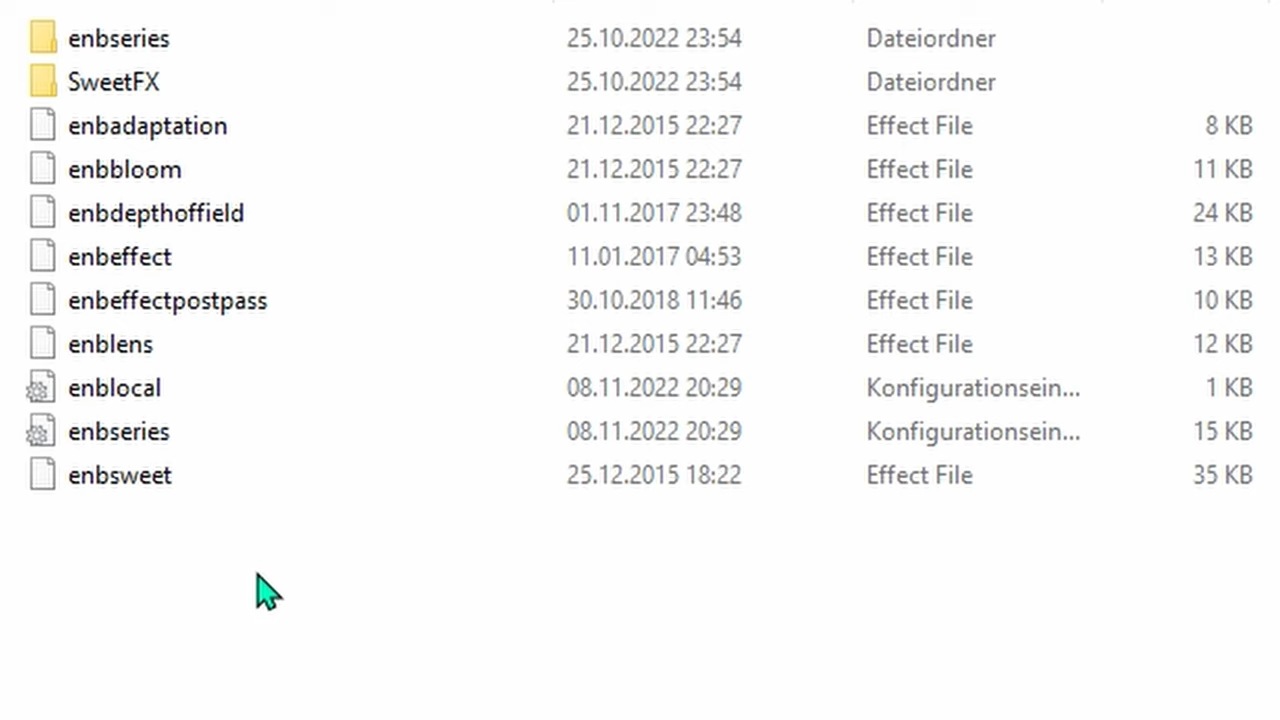 enbseries 25.10.2022 23:54 Dateiordner
SweetFX 25.10.2022 23:54 Dateiordner
enbadaptation 21.12.2015 22:27 Effect File 8 KB
enbbloom 21.12.2015 22:27 Effect File 11 KB
enbdepthoffield 01.11.2017 23:48 Effect File 24 KB
enbeffect 11.01.2017 04:53 Effect File 13 KB
enbeffectpostpass 30.10.2018 11:46 Effect File 10 KB
enblens 21.12.2015 22:27 Effect File 12 KB
enblocal 08.11.2022 20:29 Konfigurationsein... 1 KB
enbseries 08.11.2022 20:29 Konfigurationsein... 15 KB
enbsweet 25.12.2015 18:22 Effect File 35 KB